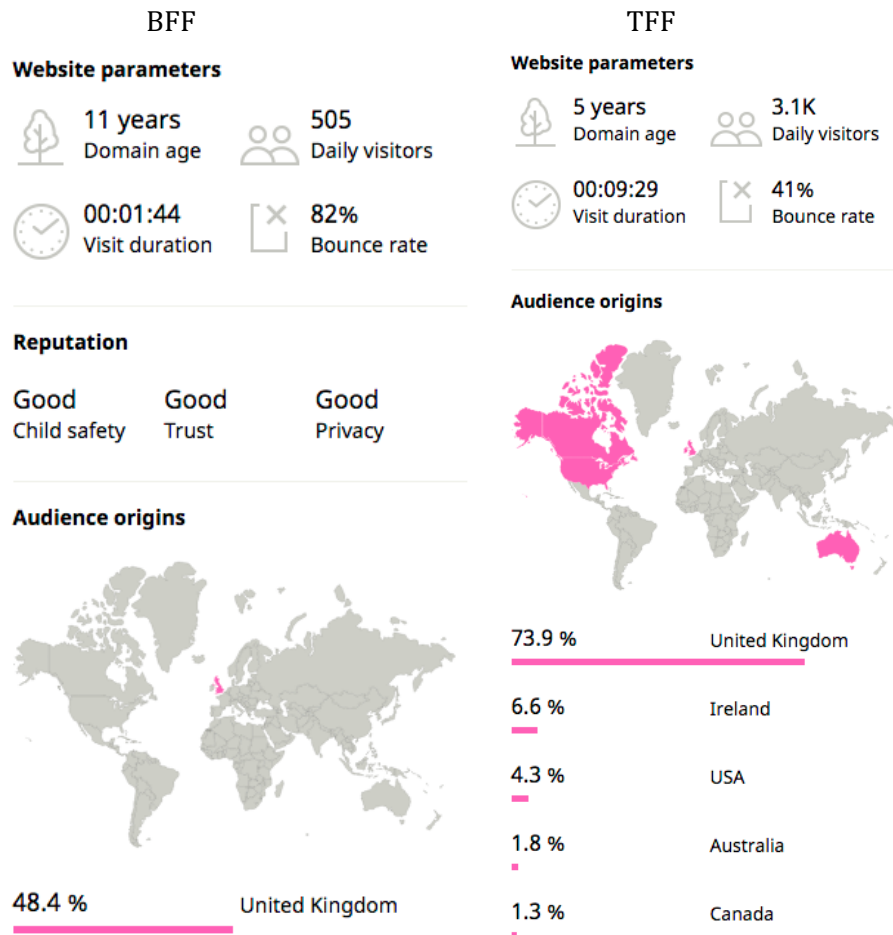 BFF
Website parameters
11 years
Domain age
505
Daily visitors
00:01:44
Visit duration
82%
Bounce rate
Reputation
Good
Child safety
Good
Trust
Good
Privacy
Audience origins
48.4 % United Kingdom
TFF
Website parameters
5 years
Domain age
3.1K
Daily visitors
00:09:29
Visit duration
41%
Bounce rate
Audience origins
73.9 % United Kingdom
6.6 % Ireland
4.3 % USA
1.8 % Australia
1.3 % Canada